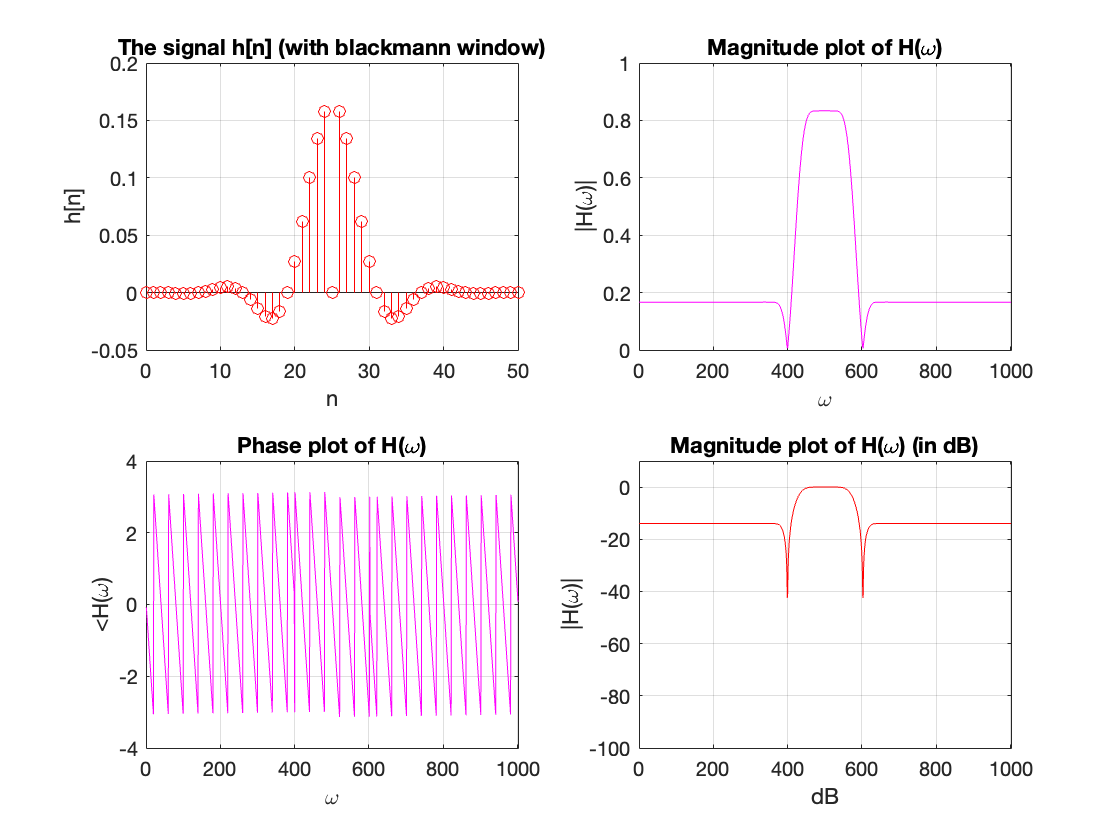 The signal h[n] (with blackmann window)
0.2
0.15
0.1
0.05
0
-0.05
h[n]
0 10 20 30 40 50
n
Magnitude plot of H(ω)
1
0.8
0.6
0.4
0.2
0
|H(ω)|
0 200 400 600 800 1000
ω
Phase plot of H(ω)
4
2
0
-2
-4
<H(ω)
0 200 400 600 800 1000
ω
Magnitude plot of H(ω) (in dB)
0
-20
-40
-60
-80
-100
|H(ω)|
0 200 400 600 800 1000
dB